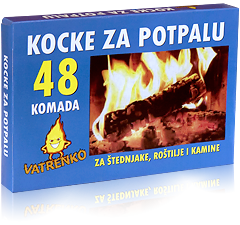 KOCKE ZA POTPALU
48
KOMADA
VATRENKO
ZA ŠTEDNJAKE, ROŠTILJE I KAMINE
KOCKE ZA POTPALU